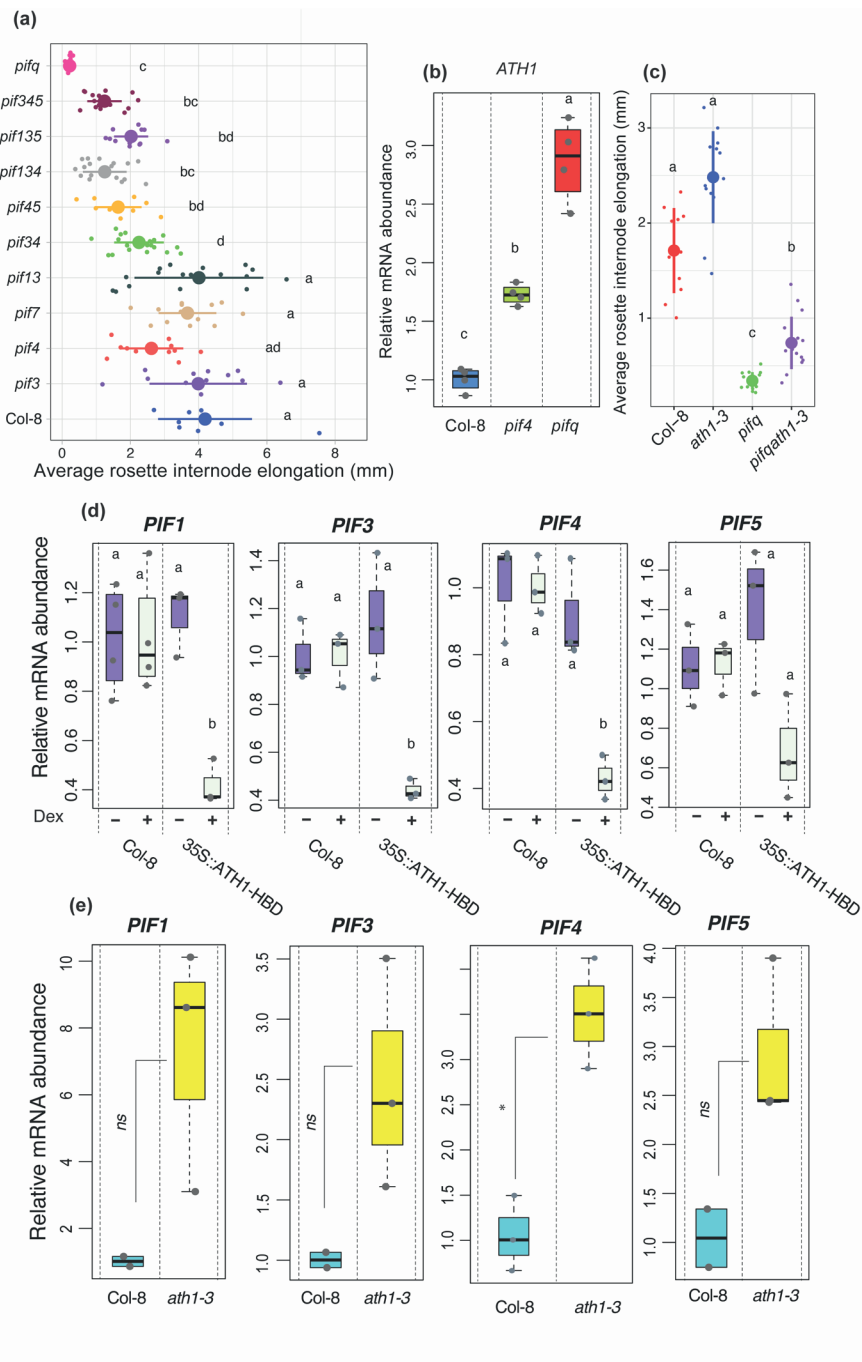 (a)
pifq
c
pif345
bc
pif135
bd
pif134
bc
pif45
bd
pif34
d
pif13
a
pif7
a
pif4
ad
pif3
a
Col-8
a
0 2 4 6 8
Average rosette internode elongation (mm)
(b)
ATH1
Relative mRNA aboundance
3.0
2.5
2.0
1.5
1.0
c
b
a
Col-8 pif4 pifq
(c)
Average rosette internode elongation (mm)
3
2
1
a
a
c
b
Col-8
ath1-3
pifq
pifqath1-3
(d)
PIF1
Relative mRNA abundance
1.2
1.0
0.8
0.6
0.4
a
a
a
b
Dex
− + − +
Col-8
35S::ATH1-HBD
PIF3
1.4
1.2
1.0
0.8
0.6
0.4
a
a
a
b
− + − +
Col-8
35S::ATH1-HBD
PIF4
1.0
0.8
0.6
0.4
a
a
a
b
− + − +
Col-8
35S::ATH1-HBD
PIF5
1.6
1.4
1.2
1.0
0.8
0.6
0.4
a
a
a
a
− + − +
Col-8
35S::ATH1-HBD
(e)
PIF1
Relative mRNA abundance
10
8
6
4
2
ns
Col-8 ath1-3
PIF3
3.5
3.0
2.5
2.0
1.5
1.0
ns
Col-8 ath1-3
PIF4
3.0
2.5
2.0
1.5
1.0
*
Col-8 ath1-3
PIF5
4.0
3.5
3.0
2.5
2.0
1.5
1.0
ns
Col-8 ath1-3